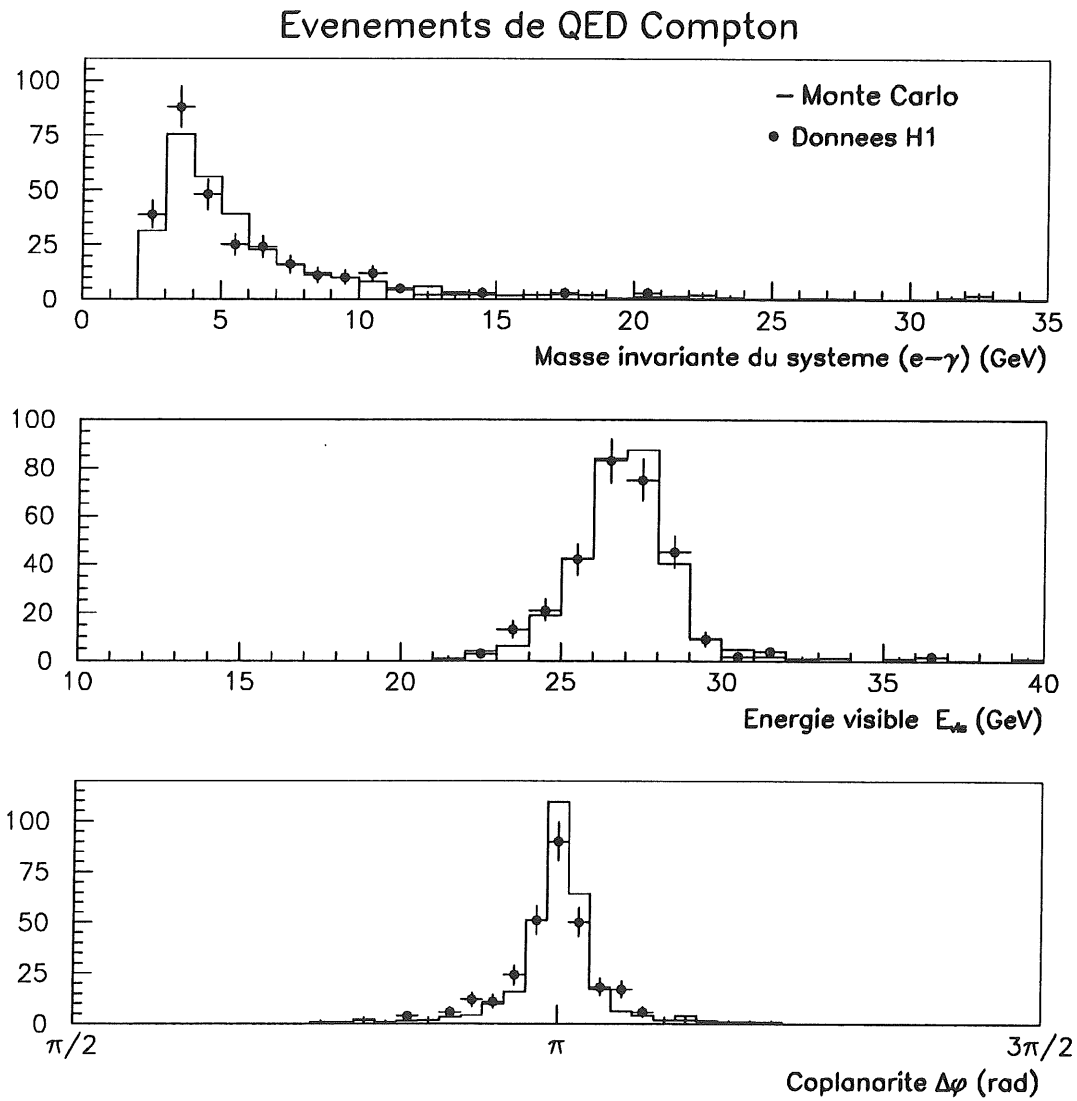 Evenements de QED Compton
100
75
50
25
0
— Monte Carlo
● Donnees H1
0 5 10 15 20 25 30 35
Masse invariante du systeme (e−γ) (GeV)
100
80
60
40
20
0
10 15 20 25 30 35 40
Energie visible E_vis (GeV)
100
75
50
25
0
π/2 π 3π/2
Coplanarite Δφ (rad)